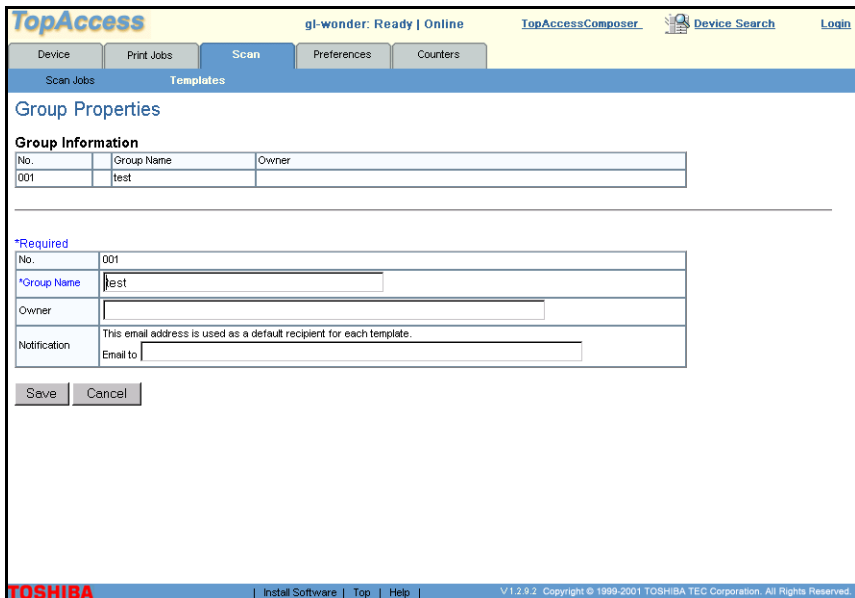 TopAccess gl-wonder: Ready | Online TopAccessComposer Device Search Login
Device Print Jobs Scan Preferences Counters
Scan Jobs Templates
Group Properties
Group Information
No. Group Name Owner
001 test
*Required
No. 001
*Group Name test
Owner
This email address is used as a default recipient for each template.
Notification
Email to
Save Cancel
TOSHIBA | Install Software | Top | Help | V1.2.9.2 Copyright © 1999-2001 TOSHIBA TEC Corporation. All Rights Reserved.